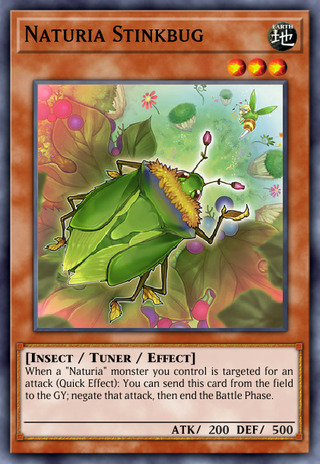 Naturia Stinkbug
EARTH
地
[Insect / Tuner / Effect]
When a "Naturia" monster you control is targeted for an
attack (Quick Effect): You can send this card from the field
to the GY; negate that attack, then end the Battle Phase.
ATK/ 200 DEF/ 500